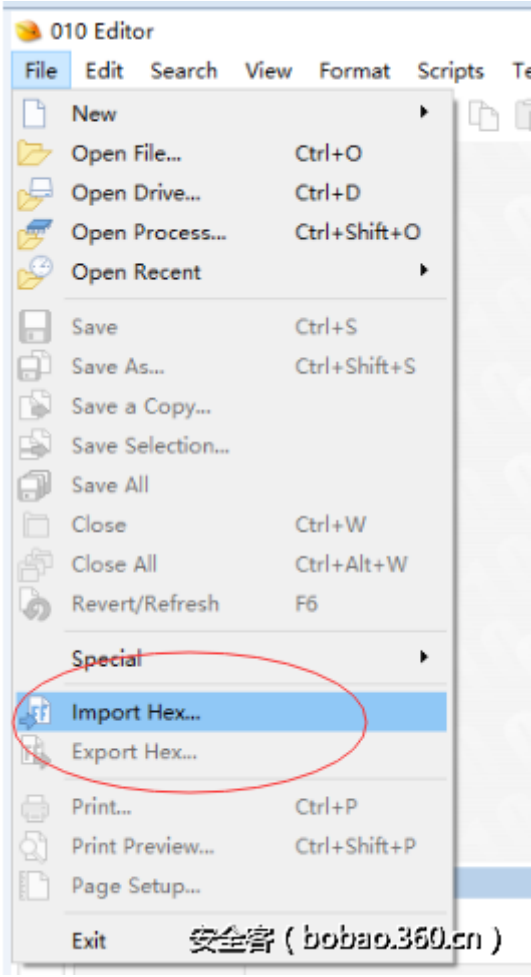 010 Editor
File Edit Search View Format Scripts Te
New
Open File... Ctrl+O
Open Drive... Ctrl+D
Open Process... Ctrl+Shift+O
Open Recent
Save Ctrl+S
Save As... Ctrl+Shift+S
Save a Copy...
Save Selection...
Save All
Close Ctrl+W
Close All Ctrl+Alt+W
Revert/Refresh F6
Special
Import Hex...
Export Hex...
Print... Ctrl+P
Print Preview... Ctrl+Shift+P
Page Setup...
Exit
安全客（bobao.360.cn）